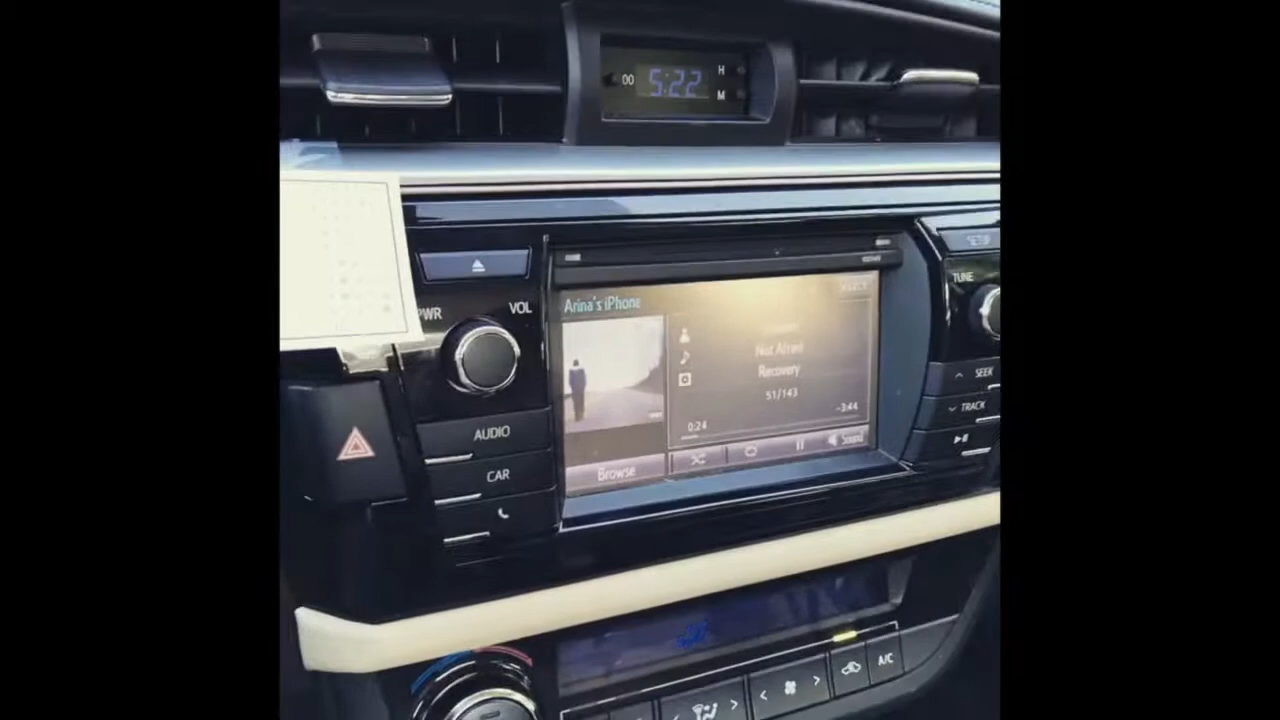 00
5:22
H
M
PWR
VOL
Arina's iPhone
Not Afraid
Recovery
51/143
0:24
-3:44
Browse
Sound
TUNE
SEEK
TRACK
AUDIO
CAR
A/C